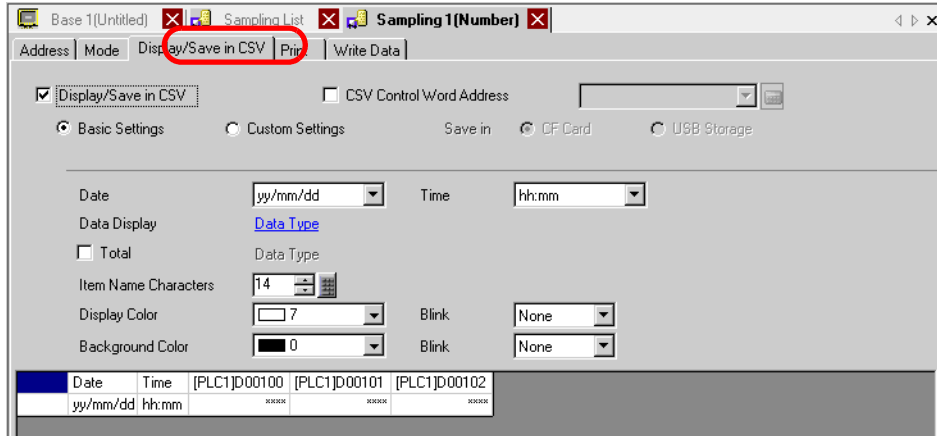 Base 1(Untitled) Sampling List Sampling 1(Number)
Address Mode Display/Save in CSV Print Write Data
Display/Save in CSV CSV Control Word Address
Basic Settings Custom Settings Save in CF Card USB Storage
Date yy/mm/dd Time hh:mm
Data Display Data Type
Total Data Type
Item Name Characters 14
Display Color 7 Blink None
Background Color 0 Blink None
Date Time [PLC1]D00100 [PLC1]D00101 [PLC1]D00102
yy/mm/dd hh:mm **** **** ****